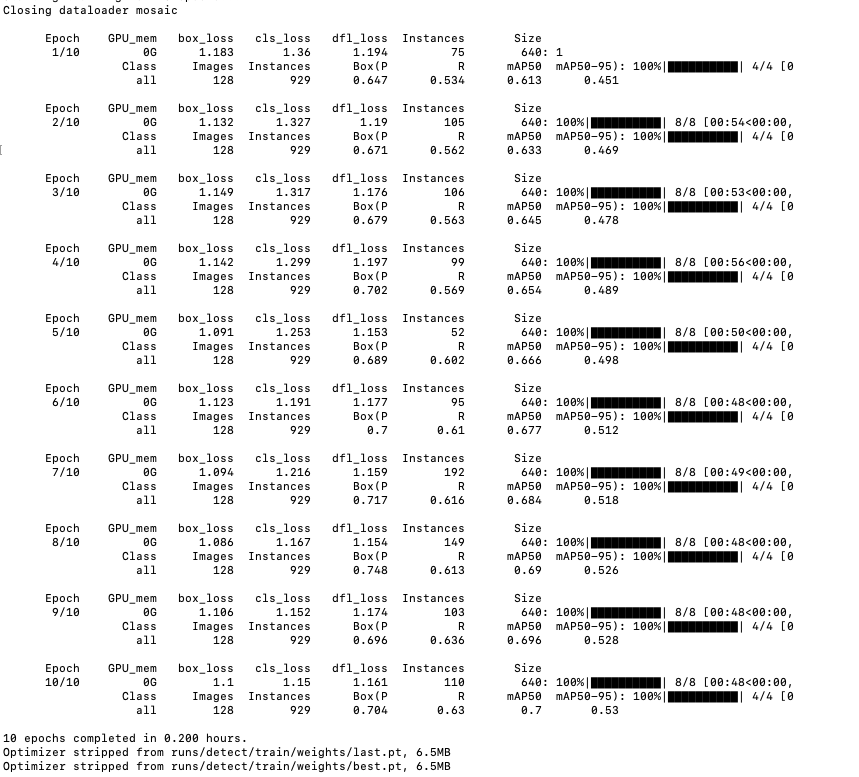 Closing dataloader mosaic
Epoch GPU_mem box_loss cls_loss dfl_loss Instances Size
1/10 0G 1.183 1.36 1.194 75 640: 1
Class Images Instances Box(P R mAP50 mAP50-95): 100%|██████████| 4/4 [0
all 128 929 0.647 0.534 0.613 0.451
Epoch GPU_mem box_loss cls_loss dfl_loss Instances Size
2/10 0G 1.132 1.327 1.19 105 640: 100%|██████████| 8/8 [00:54<00:00,
Class Images Instances Box(P R mAP50 mAP50-95): 100%|██████████| 4/4 [0
all 128 929 0.671 0.562 0.633 0.469
Epoch GPU_mem box_loss cls_loss dfl_loss Instances Size
3/10 0G 1.149 1.317 1.176 106 640: 100%|██████████| 8/8 [00:53<00:00,
Class Images Instances Box(P R mAP50 mAP50-95): 100%|██████████| 4/4 [0
all 128 929 0.679 0.563 0.645 0.478
Epoch GPU_mem box_loss cls_loss dfl_loss Instances Size
4/10 0G 1.142 1.299 1.197 99 640: 100%|██████████| 8/8 [00:56<00:00,
Class Images Instances Box(P R mAP50 mAP50-95): 100%|██████████| 4/4 [0
all 128 929 0.702 0.569 0.654 0.489
Epoch GPU_mem box_loss cls_loss dfl_loss Instances Size
5/10 0G 1.091 1.253 1.153 52 640: 100%|██████████| 8/8 [00:50<00:00,
Class Images Instances Box(P R mAP50 mAP50-95): 100%|██████████| 4/4 [0
all 128 929 0.689 0.602 0.666 0.498
Epoch GPU_mem box_loss cls_loss dfl_loss Instances Size
6/10 0G 1.123 1.191 1.177 95 640: 100%|██████████| 8/8 [00:48<00:00,
Class Images Instances Box(P R mAP50 mAP50-95): 100%|██████████| 4/4 [0
all 128 929 0.7 0.61 0.677 0.512
Epoch GPU_mem box_loss cls_loss dfl_loss Instances Size
7/10 0G 1.094 1.216 1.159 192 640: 100%|██████████| 8/8 [00:49<00:00,
Class Images Instances Box(P R mAP50 mAP50-95): 100%|██████████| 4/4 [0
all 128 929 0.717 0.616 0.684 0.518
Epoch GPU_mem box_loss cls_loss dfl_loss Instances Size
8/10 0G 1.086 1.167 1.154 149 640: 100%|██████████| 8/8 [00:48<00:00,
Class Images Instances Box(P R mAP50 mAP50-95): 100%|██████████| 4/4 [0
all 128 929 0.748 0.613 0.69 0.526
Epoch GPU_mem box_loss cls_loss dfl_loss Instances Size
9/10 0G 1.106 1.152 1.174 103 640: 100%|██████████| 8/8 [00:48<00:00,
Class Images Instances Box(P R mAP50 mAP50-95): 100%|██████████| 4/4 [0
all 128 929 0.696 0.636 0.696 0.528
Epoch GPU_mem box_loss cls_loss dfl_loss Instances Size
10/10 0G 1.1 1.15 1.161 110 640: 100%|██████████| 8/8 [00:48<00:00,
Class Images Instances Box(P R mAP50 mAP50-95): 100%|██████████| 4/4 [0
all 128 929 0.704 0.63 0.7 0.53
10 epochs completed in 0.200 hours.
Optimizer stripped from runs/detect/train/weights/last.pt, 6.5MB
Optimizer stripped from runs/detect/train/weights/best.pt, 6.5MB